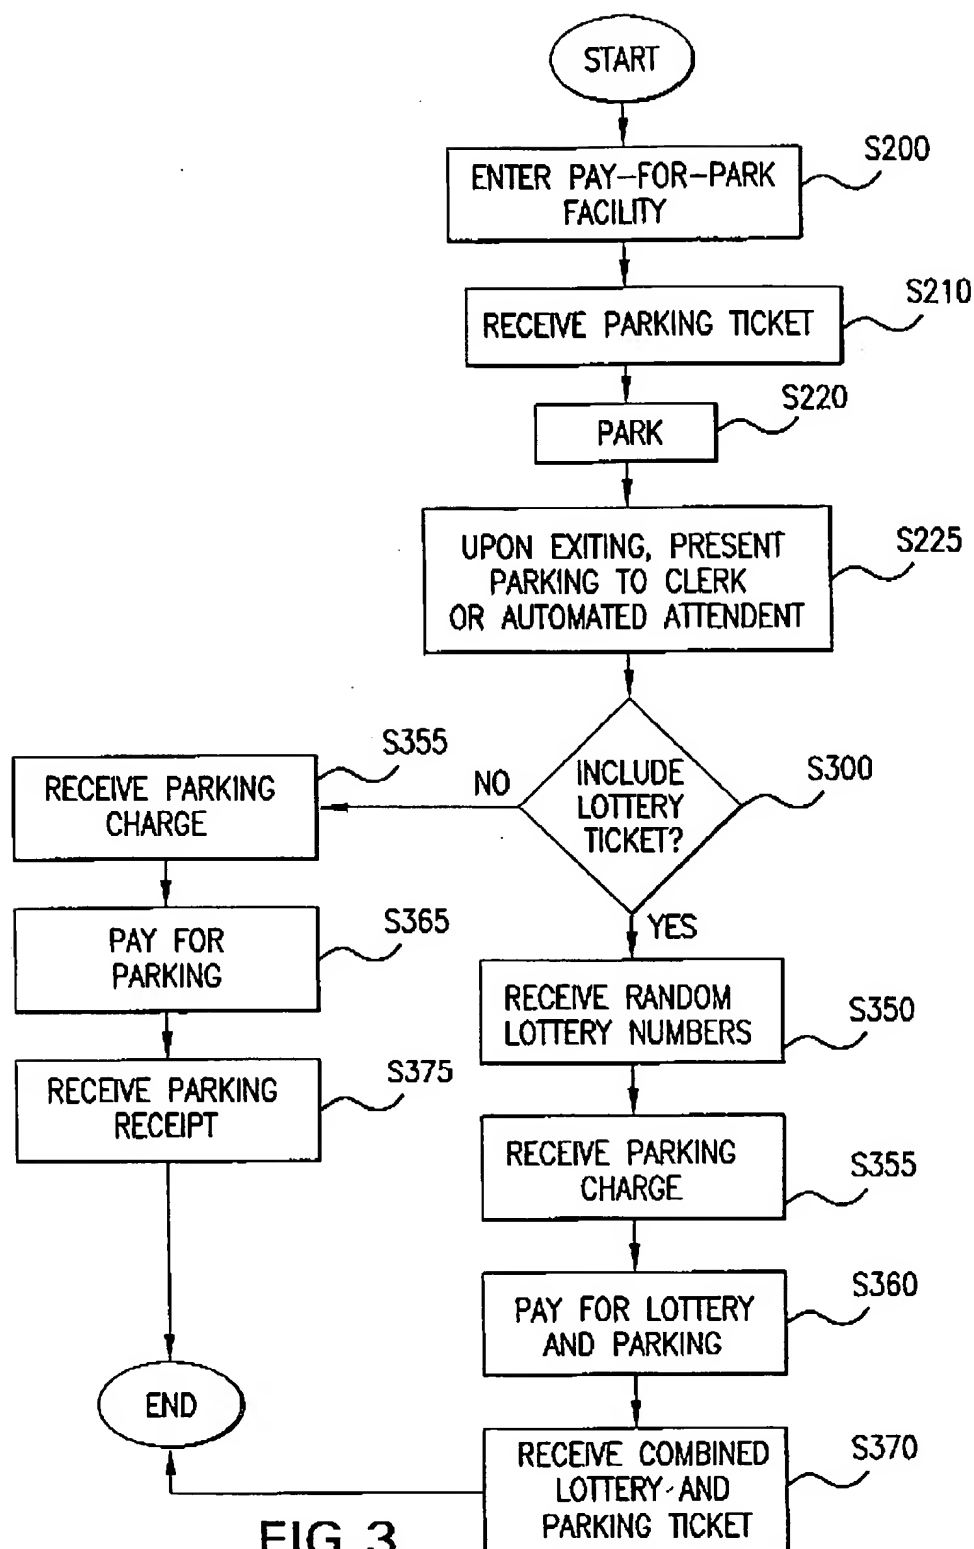 START
S200
ENTER PAY-FOR-PARK
FACILITY
S210
RECEIVE PARKING TICKET
S220
PARK
S225
UPON EXITING, PRESENT
PARKING TO CLERK
OR AUTOMATED ATTENDENT
S300
INCLUDE
LOTTERY
TICKET?
NO
YES
S355
RECEIVE PARKING
CHARGE
S365
PAY FOR
PARKING
S375
RECEIVE PARKING
RECEIPT
S350
RECEIVE RANDOM
LOTTERY NUMBERS
S355
RECEIVE PARKING
CHARGE
S360
PAY FOR LOTTERY
AND PARKING
S370
RECEIVE COMBINED
LOTTERY AND
PARKING TICKET
END
FIG.3